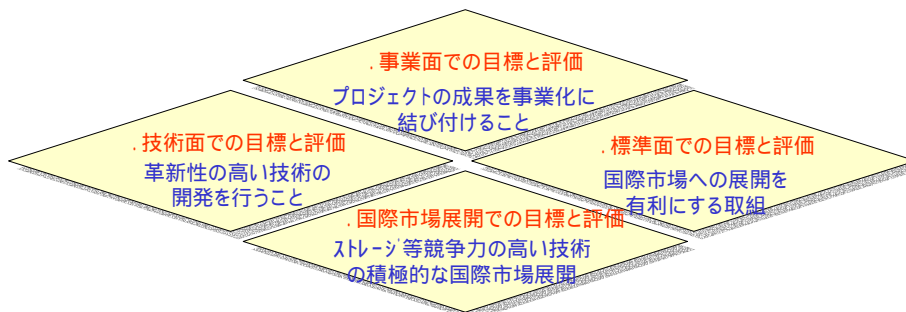 .事業面での目標と評価
プロジェクトの成果を事業化に
結び付けること
.技術面での目標と評価
革新性の高い技術の
開発を行うこと
.標準面での目標と評価
国際市場への展開を
有利にする取組
.国際市場展開での目標と評価
ストレージ等競争力の高い技術
の積極的な国際市場展開